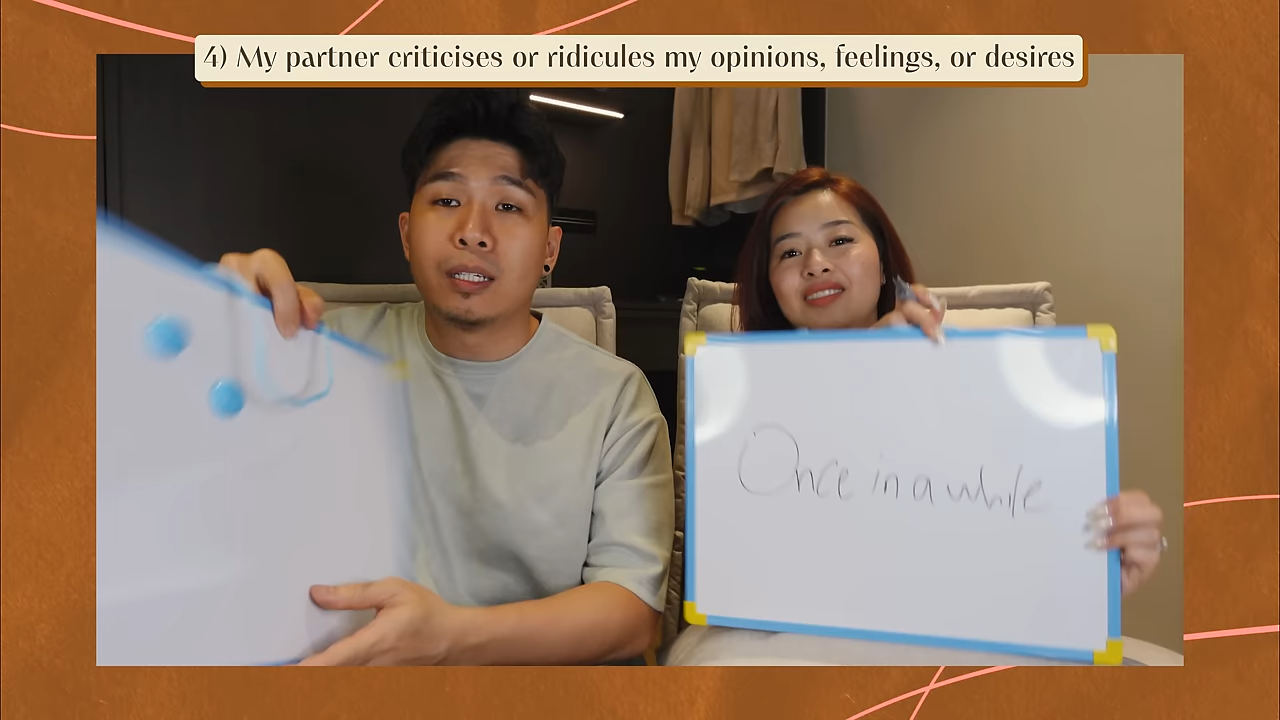 4) My partner criticises or ridicules my opinions, feelings, or desires
Once in a while